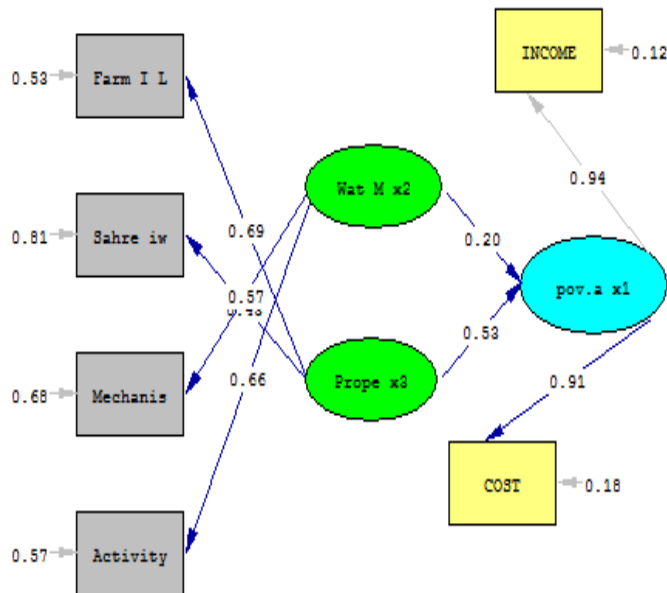 INCOME
0.12
0.53
Farm I L
0.94
Wat M x2
0.81
Sahre iw
0.69
0.20
pov.a x1
0.57
0.53
0.66
0.91
0.68
Mechanis
Prope x3
COST
0.18
0.57
Activity